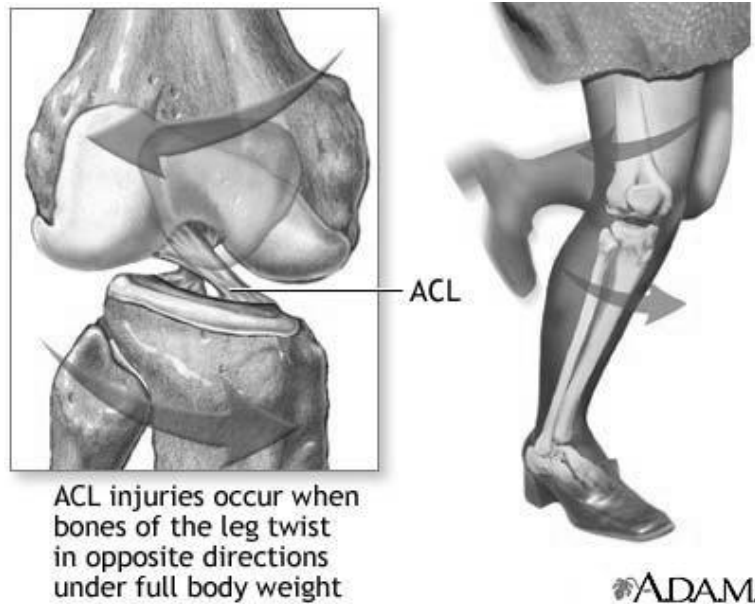 ACL
ACL injuries occur when
bones of the leg twist
in opposite directions
under full body weight
A.D.A.M.